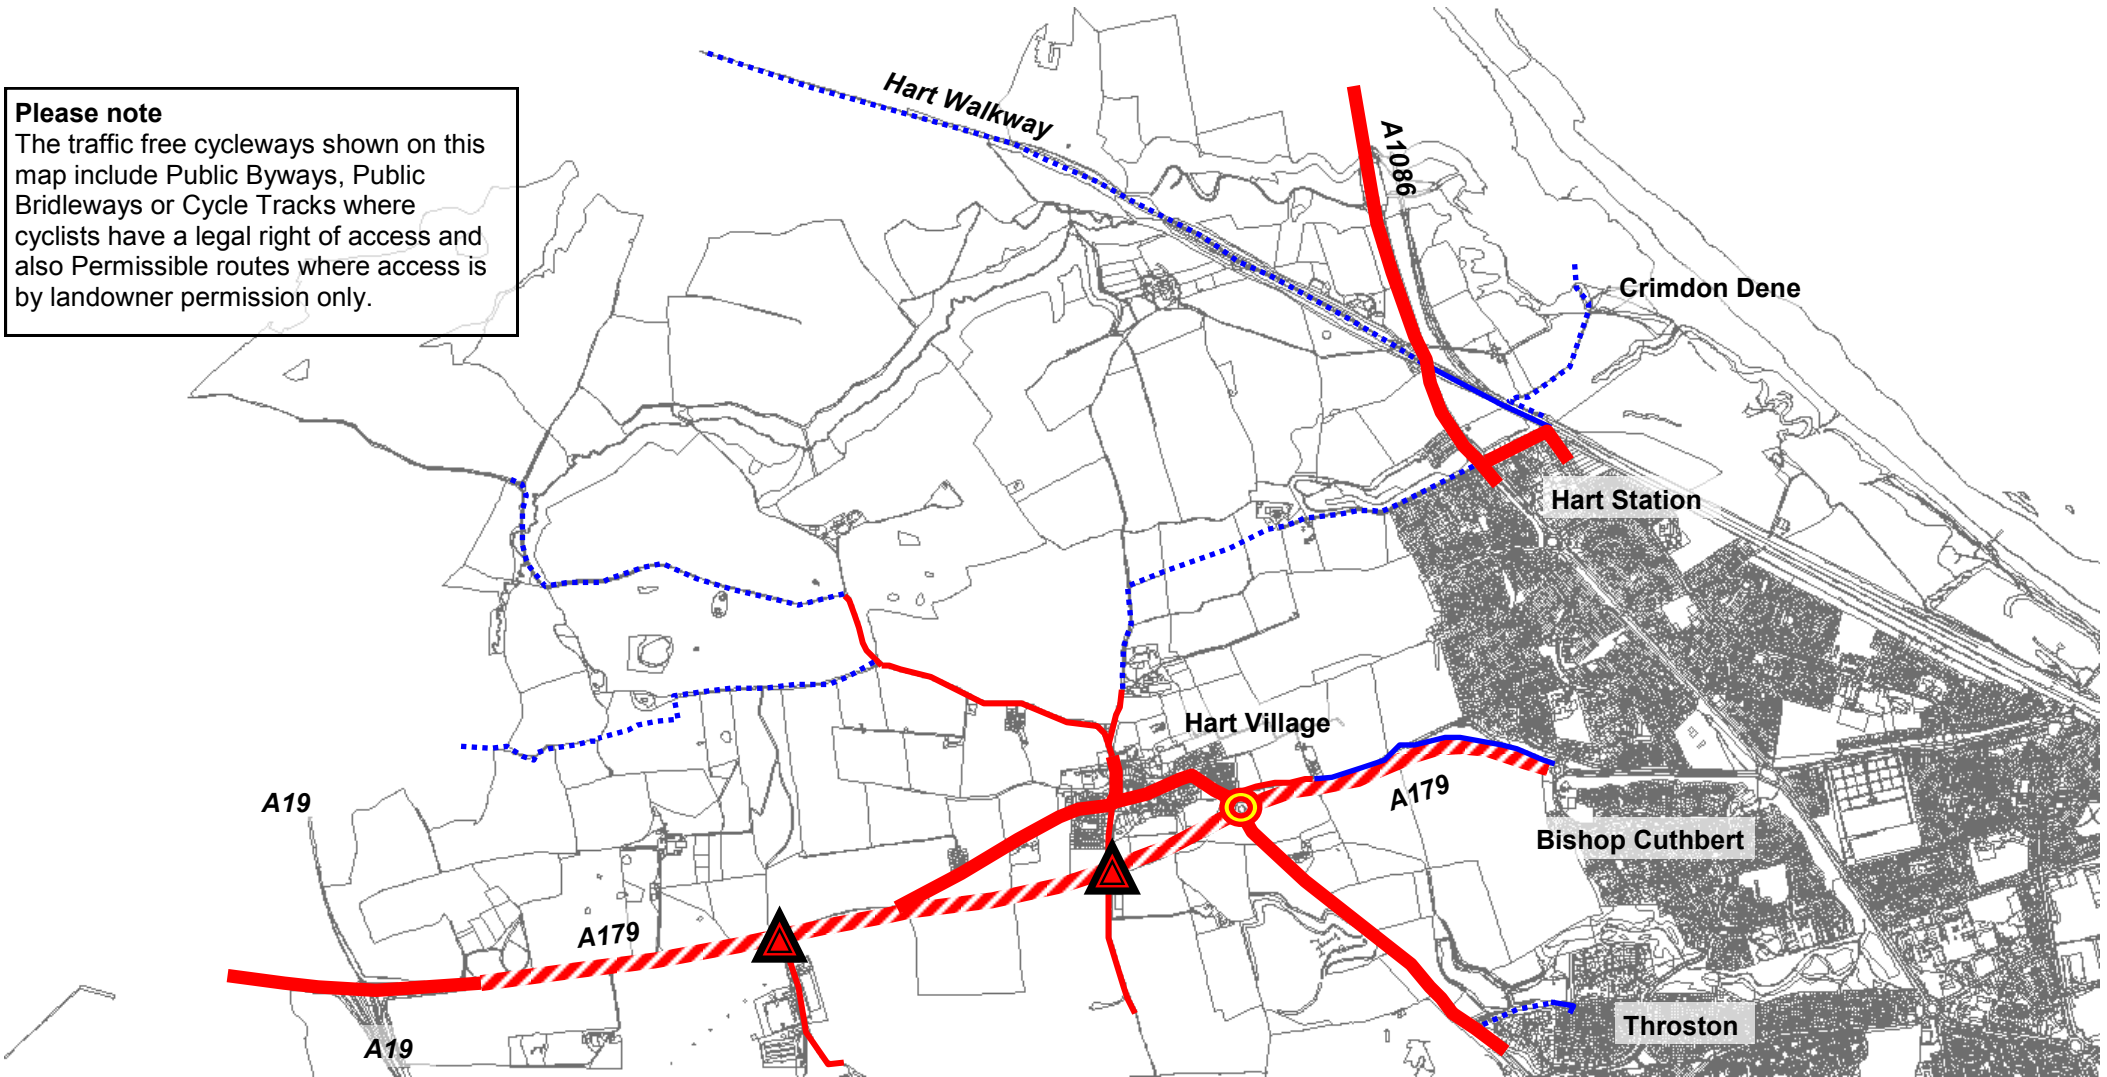 Please note
The traffic free cycleways shown on this
map include Public Byways, Public
Bridleways or Cycle Tracks where
cyclists have a legal right of access and
also Permissible routes where access is
by landowner permission only.
Hart Walkway
A1086
Crimdon Dene
Hart Station
Hart Village
A19
A179
Bishop Cuthbert
A179
Throston
A19